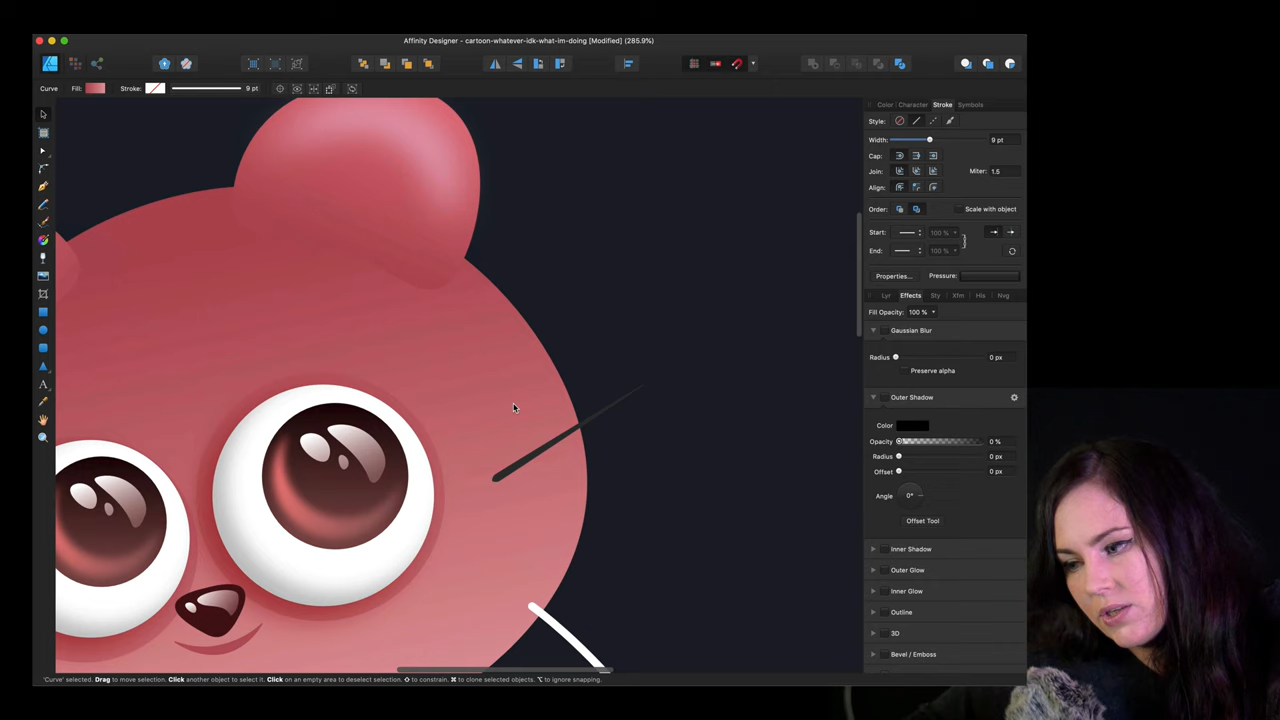 Affinity Designer - cartoon-whatever-idk-what-im-doing [Modified] (285.9%)
Curve Fill: Stroke: 9 pt
Color Character Stroke Symbols
Style:
Width: 9 pt
Cap:
Join: Miter: 1.5
Align:
Order: Scale with object
Start: 100 %
End: 100 %
Properties... Pressure:
Lyr Effects Sty Xfm His Nvg
Fill Opacity: 100 %
Gaussian Blur
Radius 0 px
Preserve alpha
Outer Shadow
Color
Opacity 0 %
Radius 0 px
Offset 0 px
Angle 0°
Offset Tool
Inner Shadow
Outer Glow
Inner Glow
Outline
3D
Bevel / Emboss
'Curve' selected. Drag to move selection. Click another object to select it. Click on an empty area to deselect selection. ⇧ to constrain. ⌘ to clone selected objects. ⌥ to ignore snapping.